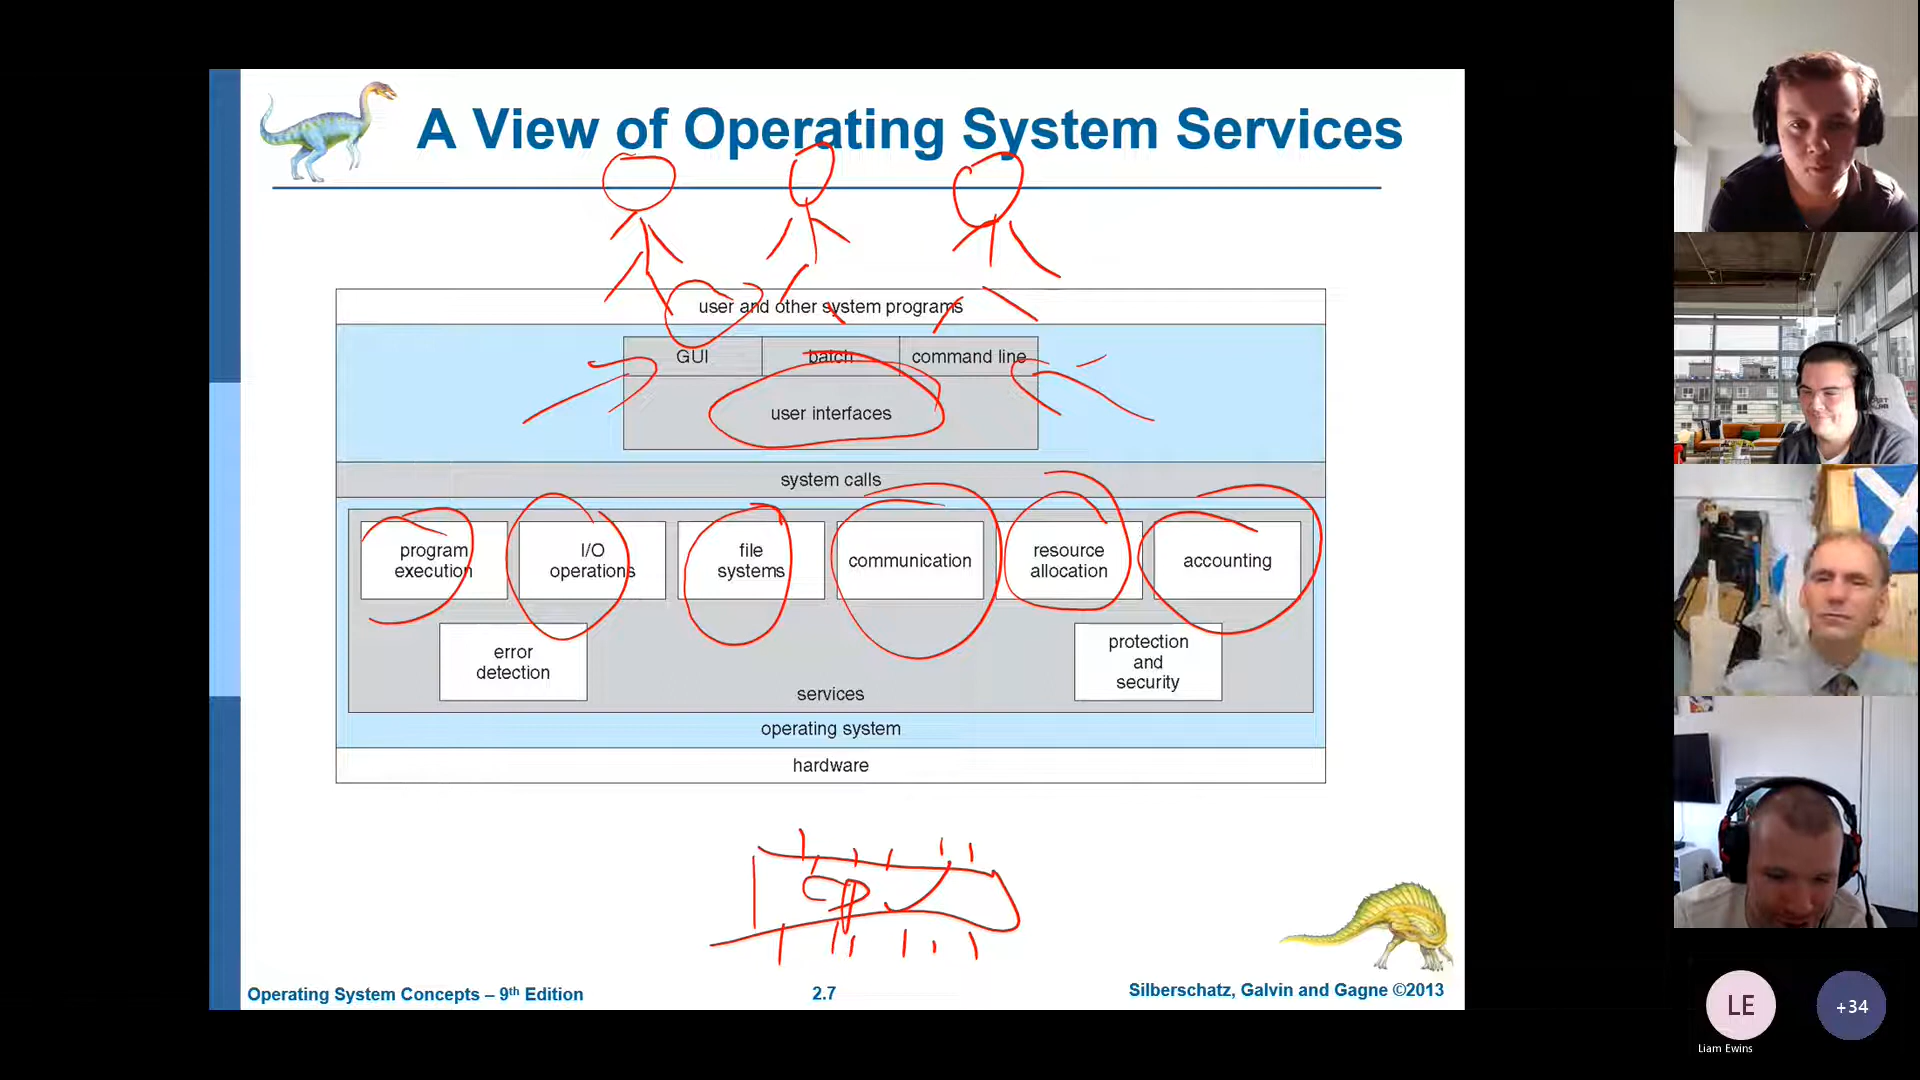 A View of Operating System Services
user and other system programs
GUI
batch
command line
user interfaces
system calls
program
execution
I/O
operations
file
systems
communication
resource
allocation
accounting
error
detection
protection
and
security
services
operating system
hardware
Operating System Concepts – 9th Edition
2.7
Silberschatz, Galvin and Gagne ©2013
LE
+34
Liam Ewins